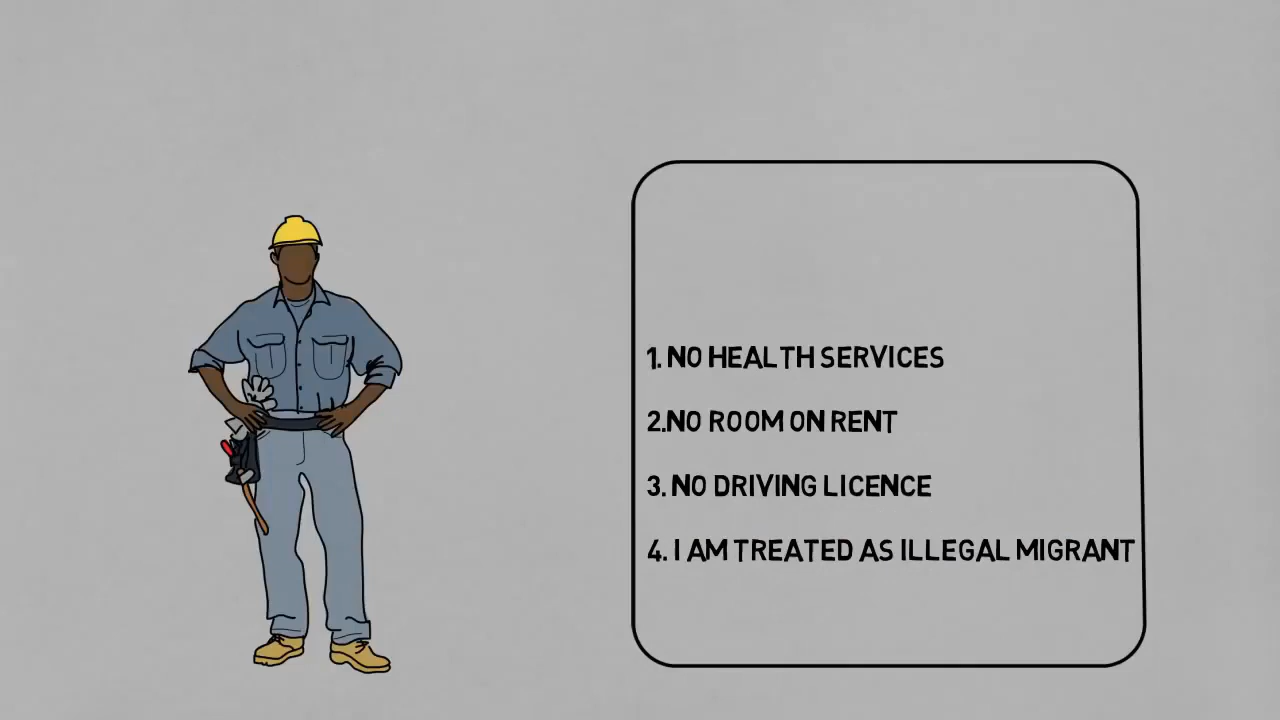 1. NO HEALTH SERVICES
2.NO ROOM ON RENT
3. NO DRIVING LICENCE
4. I AM TREATED AS ILLEGAL MIGRANT